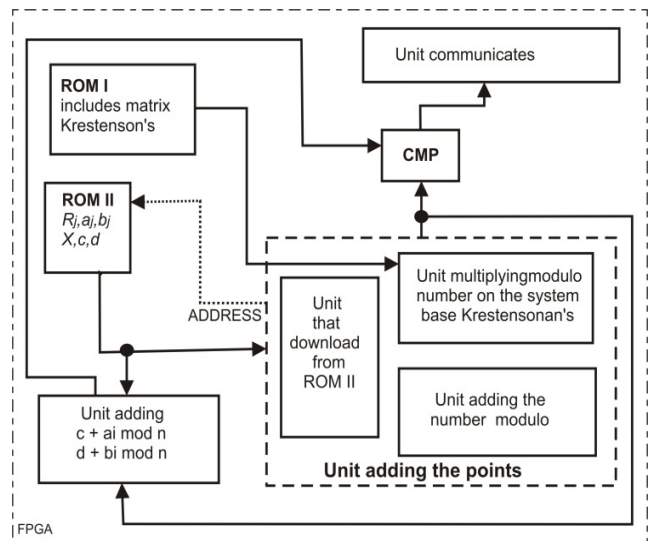 Unit communicates
ROM I
includes matrix
Krestenson's
CMP
ROM II
Rj,aj,bj
X,c,d
ADDRESS
Unit
that
download
from
ROM II
Unit multiplyingmodulo
number on the system
base Krestensonan's
Unit adding the
number modulo
Unit adding the points
Unit adding
c + ai mod n
d + bi mod n
FPGA